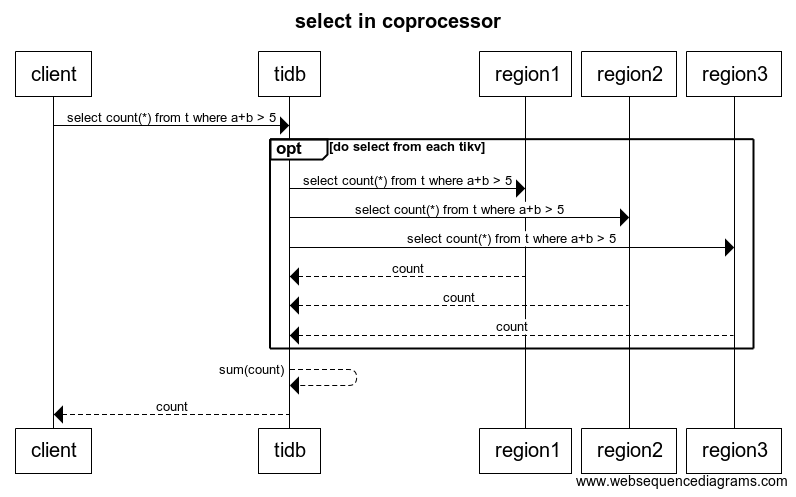 select in coprocessor
client
tidb
region1
region2
region3
select count(*) from t where a+b > 5
opt
[do select from each tikv]
select count(*) from t where a+b > 5
select count(*) from t where a+b > 5
select count(*) from t where a+b > 5
count
count
count
sum(count)
count
client
tidb
region1
region2
region3
www.websequencediagrams.com